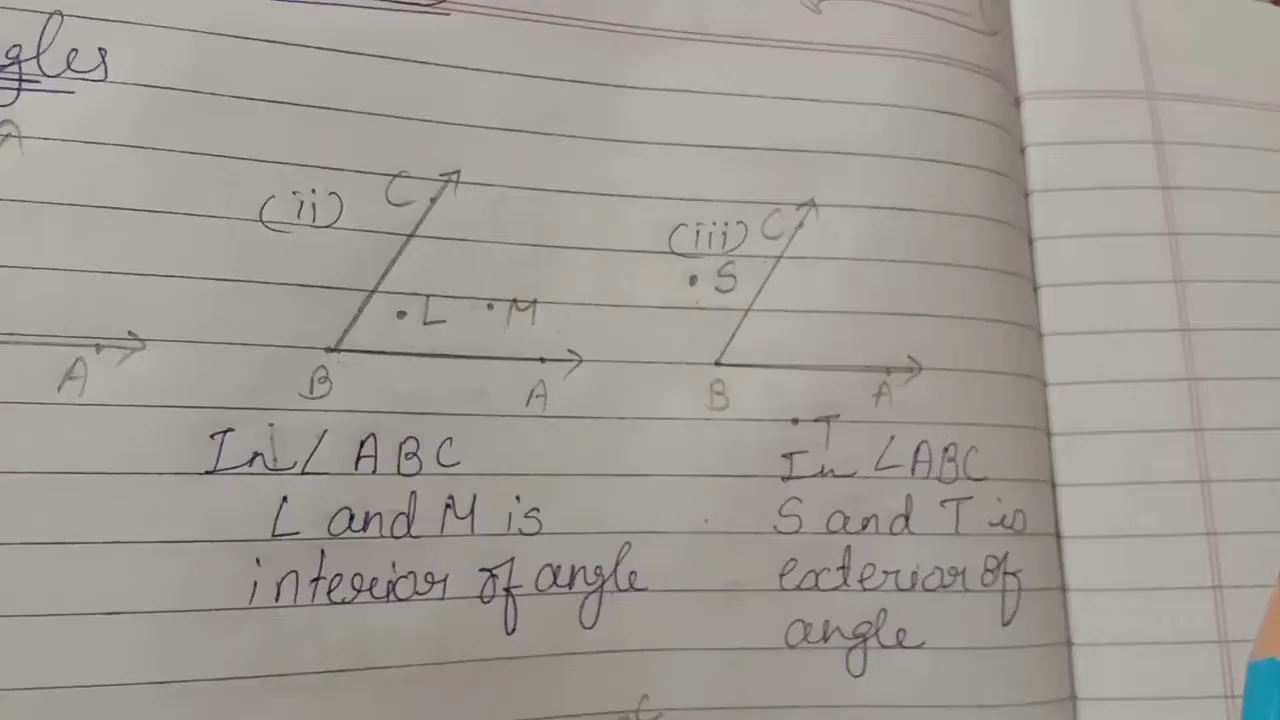 gles
A
(ii) C
(iii) C
. S
. L . M
A
B A
B A
. T
In ∠ ABC
L and M is
interior of angle
In ∠ABC
S and T is
exterior of
angle